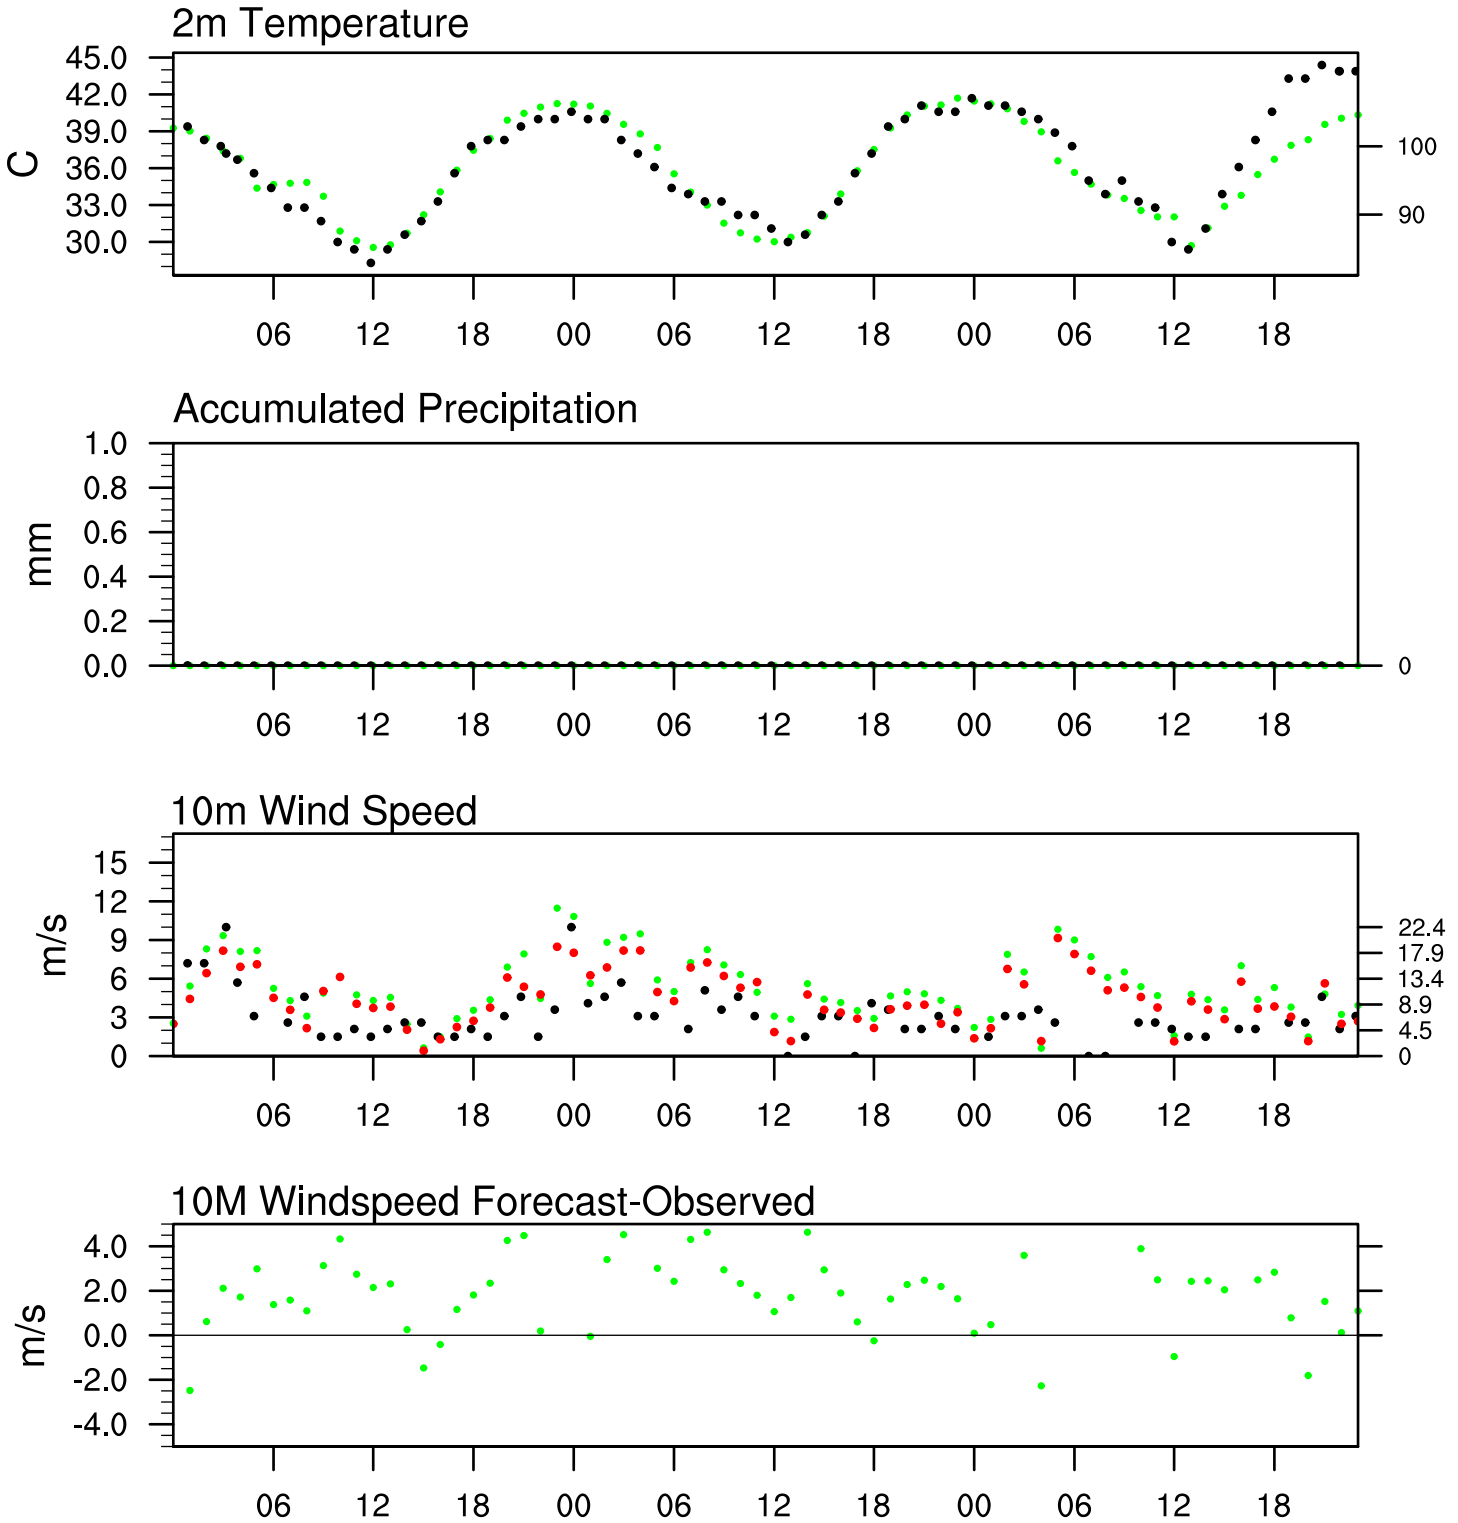 2m Temperature
45.0
42.0
39.0
36.0
33.0
30.0
C
100
90
06 12 18 00 06 12 18 00 06 12 18
Accumulated Precipitation
1.0
0.8
0.6
0.4
0.2
0.0
mm
0
06 12 18 00 06 12 18 00 06 12 18
10m Wind Speed
15
12
9
6
3
0
m/s
22.4
17.9
13.4
8.9
4.5
0
06 12 18 00 06 12 18 00 06 12 18
10M Windspeed Forecast-Observed
4.0
2.0
0.0
-2.0
-4.0
m/s
06 12 18 00 06 12 18 00 06 12 18